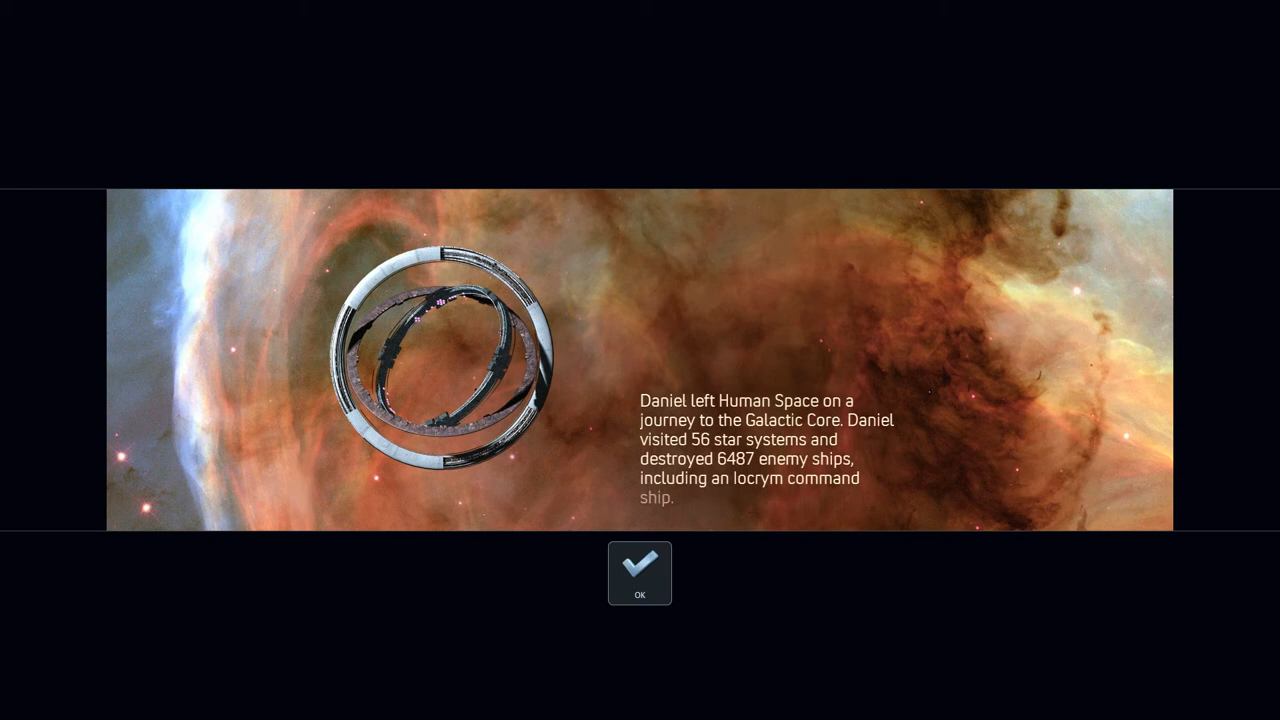 Daniel left Human Space on a
journey to the Galactic Core. Daniel
visited 56 star systems and
destroyed 6487 enemy ships,
including an Iocrym command
ship.
OK